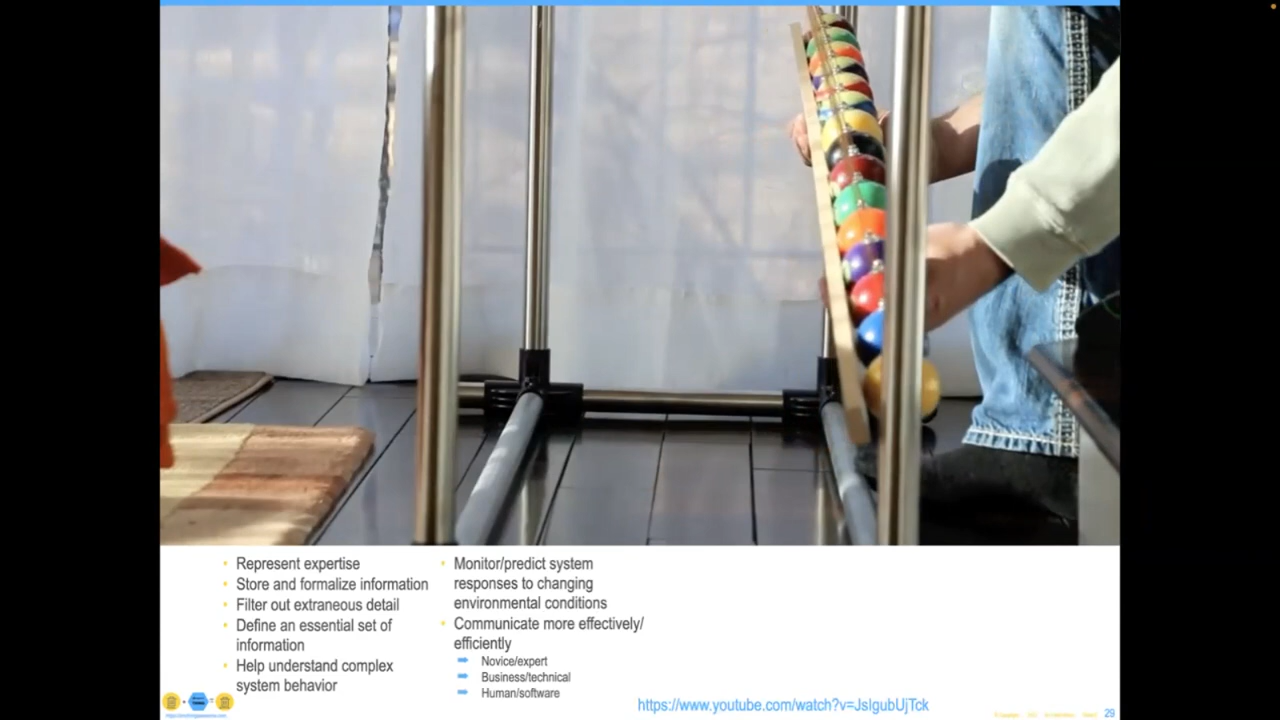 Represent expertise
Store and formalize information
Filter out extraneous detail
Define an essential set of
information
Help understand complex
system behavior
Monitor/predict system
responses to changing
environmental conditions
Communicate more effectively/
efficiently
Novice/expert
Business/technical
Human/software
https://www.youtube.com/watch?v=JsIgubUjTck
29